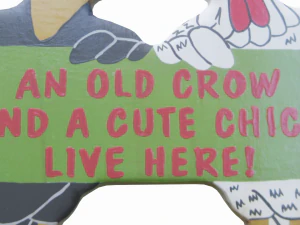 AN OLD CROW
ND A CUTE CHIC
LIVE HERE!